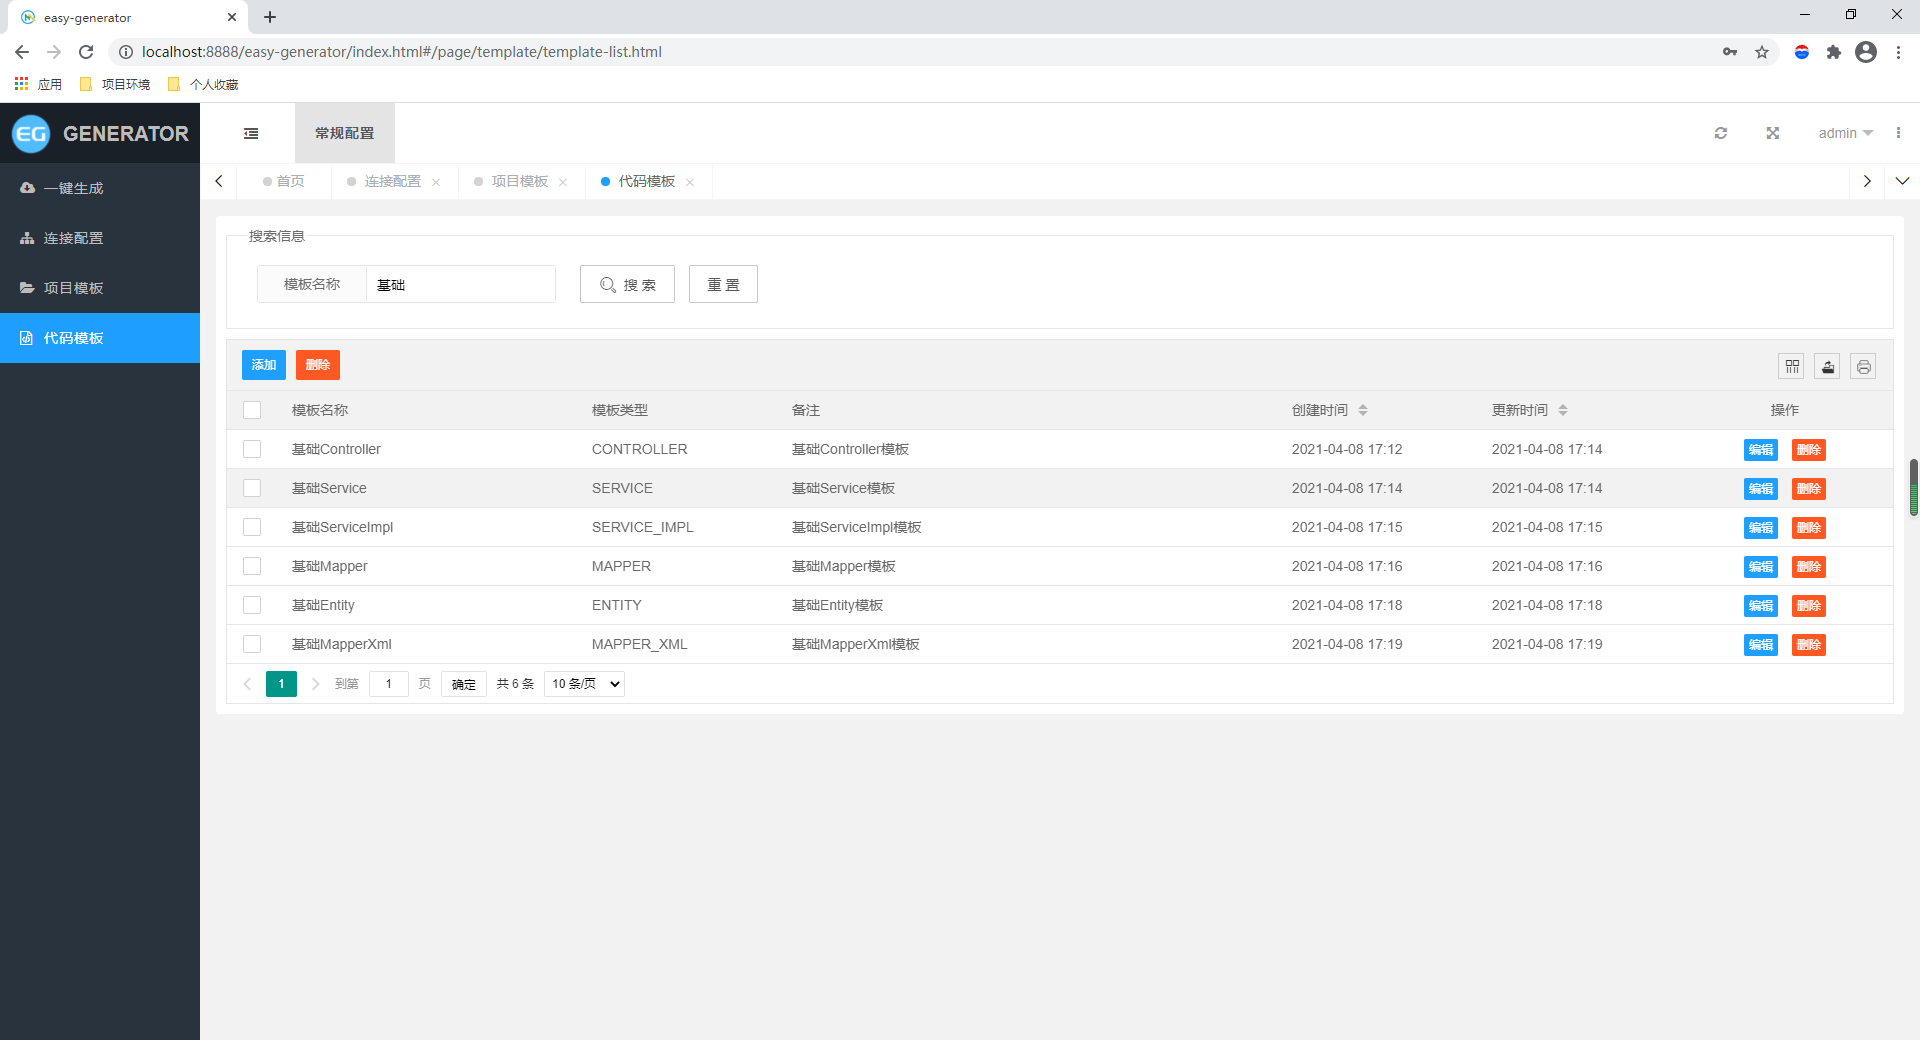 easy-generator
localhost:8888/easy-generator/index.html#/page/template/template-list.html
应用 项目环境 个人收藏
EG GENERATOR 常规配置 admin
首页 连接配置 项目模板 代码模板
一键生成
连接配置
项目模板
代码模板
搜索信息
模板名称 基础 搜 索 重 置
添加 删除
模板名称 模板类型 备注 创建时间 更新时间 操作
基础Controller CONTROLLER 基础Controller模板 2021-04-08 17:12 2021-04-08 17:14 编辑 删除
基础Service SERVICE 基础Service模板 2021-04-08 17:14 2021-04-08 17:14 编辑 删除
基础ServiceImpl SERVICE_IMPL 基础ServiceImpl模板 2021-04-08 17:15 2021-04-08 17:15 编辑 删除
基础Mapper MAPPER 基础Mapper模板 2021-04-08 17:16 2021-04-08 17:16 编辑 删除
基础Entity ENTITY 基础Entity模板 2021-04-08 17:18 2021-04-08 17:18 编辑 删除
基础MapperXml MAPPER_XML 基础MapperXml模板 2021-04-08 17:19 2021-04-08 17:19 编辑 删除
1 到第 1 页 确定 共 6 条 10 条/页